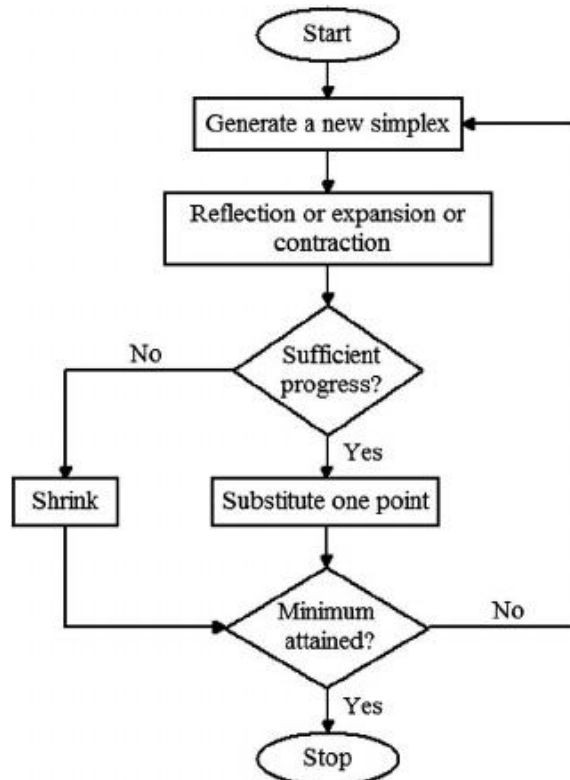 Start
Generate a new simplex
Reflection or expansion or
contraction
No
Sufficient
progress?
Yes
Shrink
Substitute one point
Minimum
attained?
No
Yes
Stop